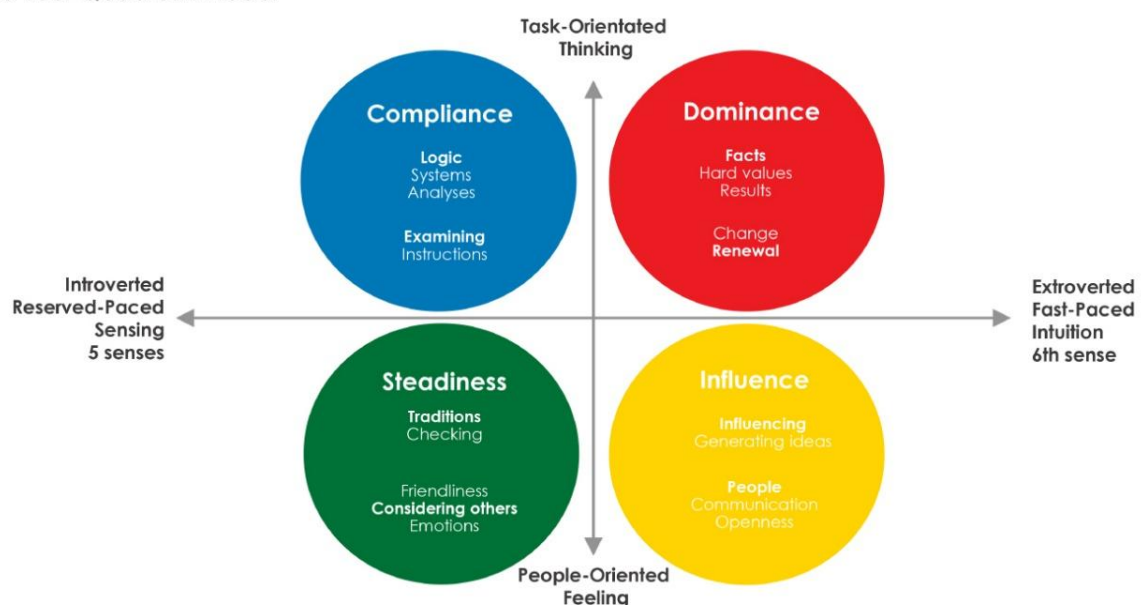 Task-Orientated
Thinking
Compliance
Logic
Systems
Analyses
Examining
Instructions
Dominance
Facts
Hard values
Results
Change
Renewal
Introverted
Reserved-Paced
Sensing
5 senses
Extroverted
Fast-Paced
Intuition
6th sense
Steadiness
Traditions
Checking
Friendliness
Considering others
Emotions
Influence
Influencing
Generating ideas
People
Communication
Openness
People-Oriented
Feeling